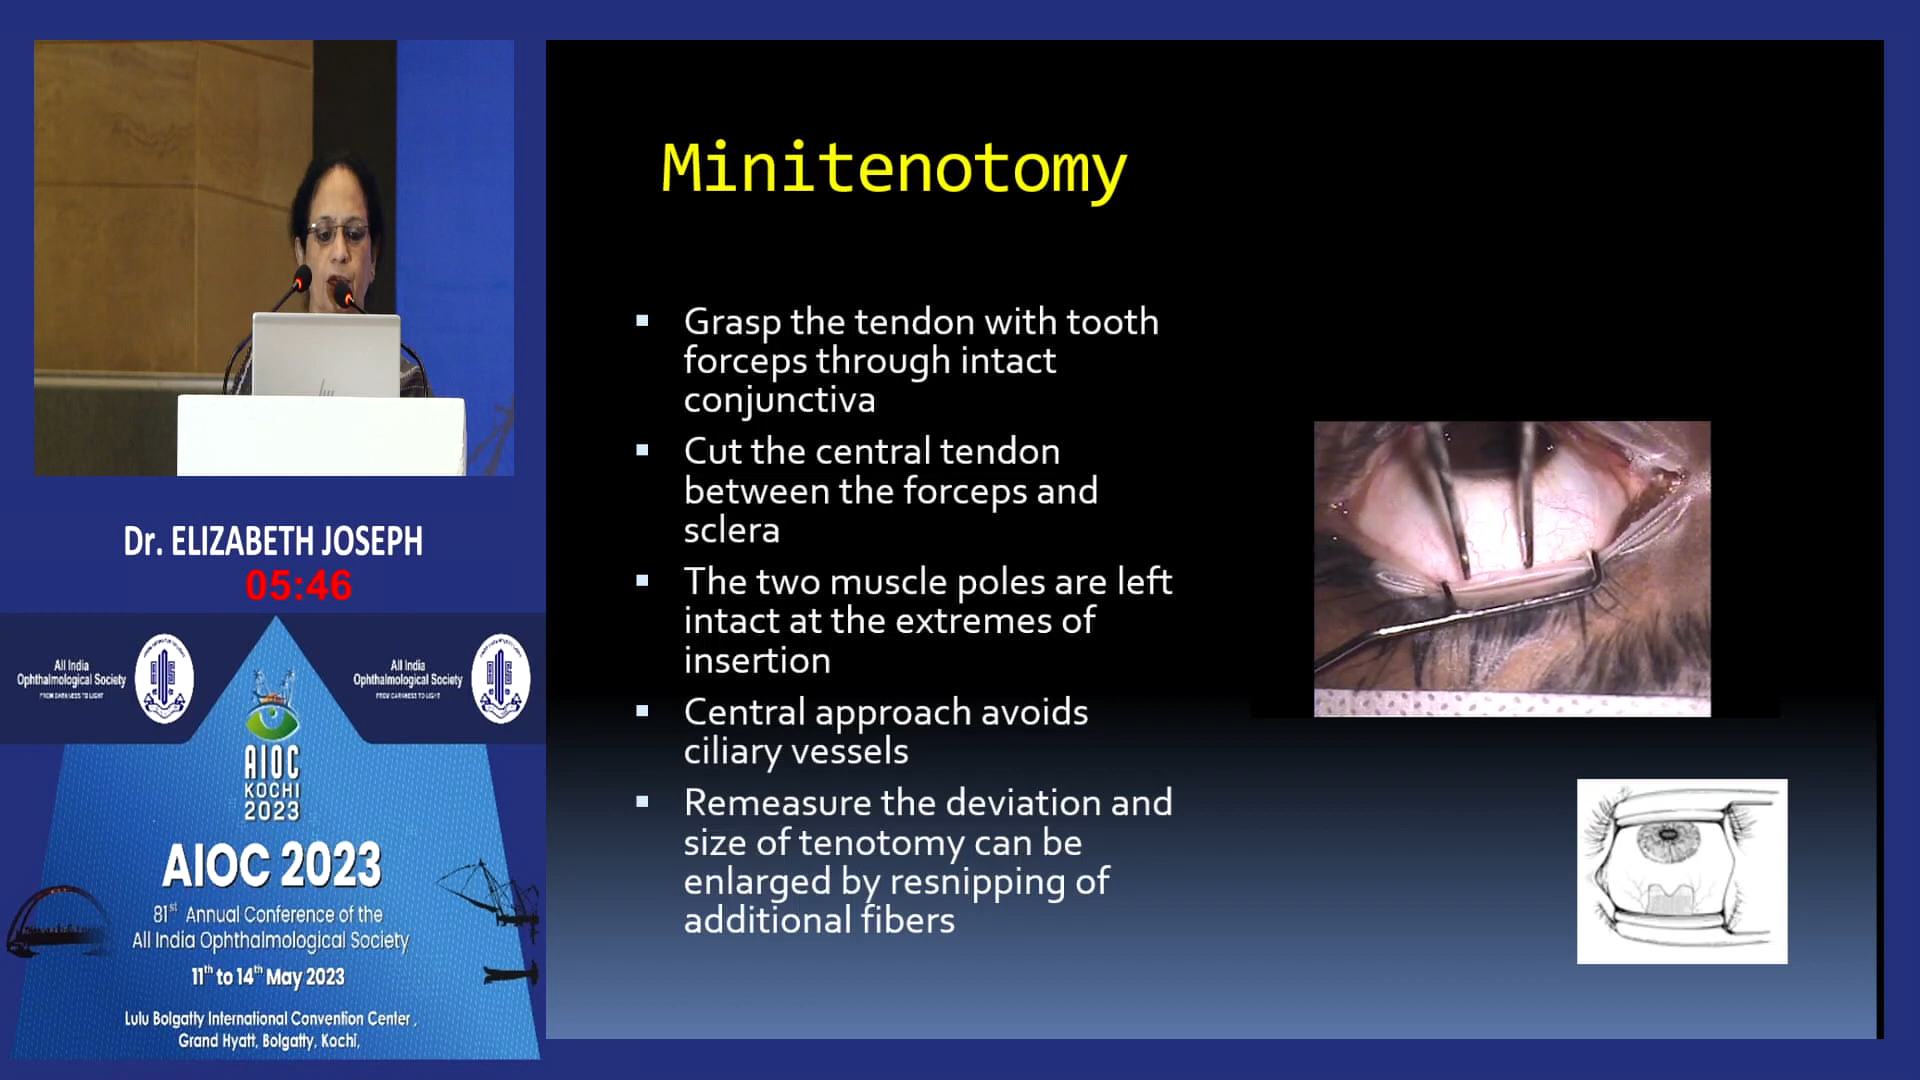 Minitenotomy
Grasp the tendon with tooth
forceps through intact
conjunctiva
Cut the central tendon
between the forceps and
sclera
The two muscle poles are left
intact at the extremes of
insertion
Central approach avoids
ciliary vessels
Remeasure the deviation and
size of tenotomy can be
enlarged by resnipping of
additional fibers
hp
Dr. ELIZABETH JOSEPH
05:46
All India
Ophthalmological Society
FROM DARKNESS TO LIGHT
All India
Ophthalmological Society
FROM DARKNESS TO LIGHT
AIOC
KOCHI
2023
AIOC 2023
81st Annual Conference of the
All India Ophthalmological Society
11th to 14th May 2023
Lulu Bolgatty International Convention Center ,
Grand Hyatt, Bolgatty, Kochi,